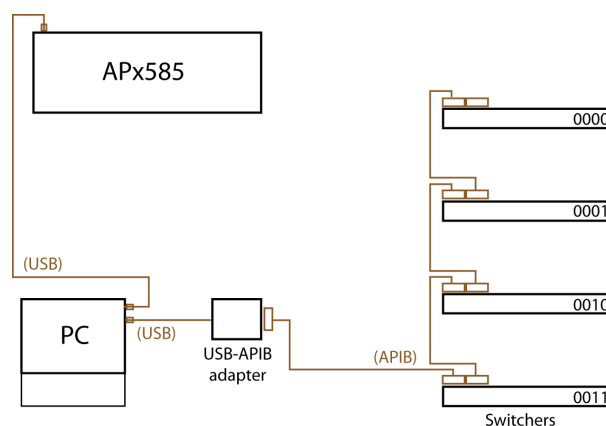 APx585
0000
0001
(USB)
0010
PC
(USB)
USB-APIB
adapter
(APIB)
0011
Switchers